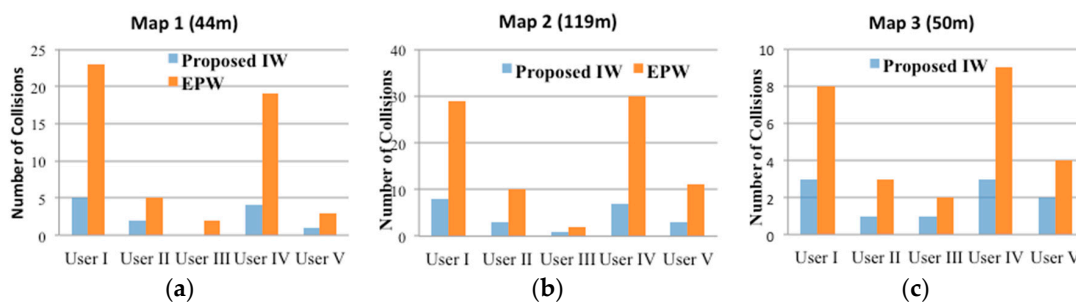 Map 1 (44m)
Number of Collisions
25
20
15
10
5
0
Proposed IW
EPW
User I User II User III User IV User V
(a)
Map 2 (119m)
Number of Collisions
40
30
20
10
0
Proposed IW EPW
User I User II User III User IV User V
(b)
Map 3 (50m)
Number of Collisions
10
8
6
4
2
0
Proposed IW
EPW
User I User II User III User IV User V
(c)